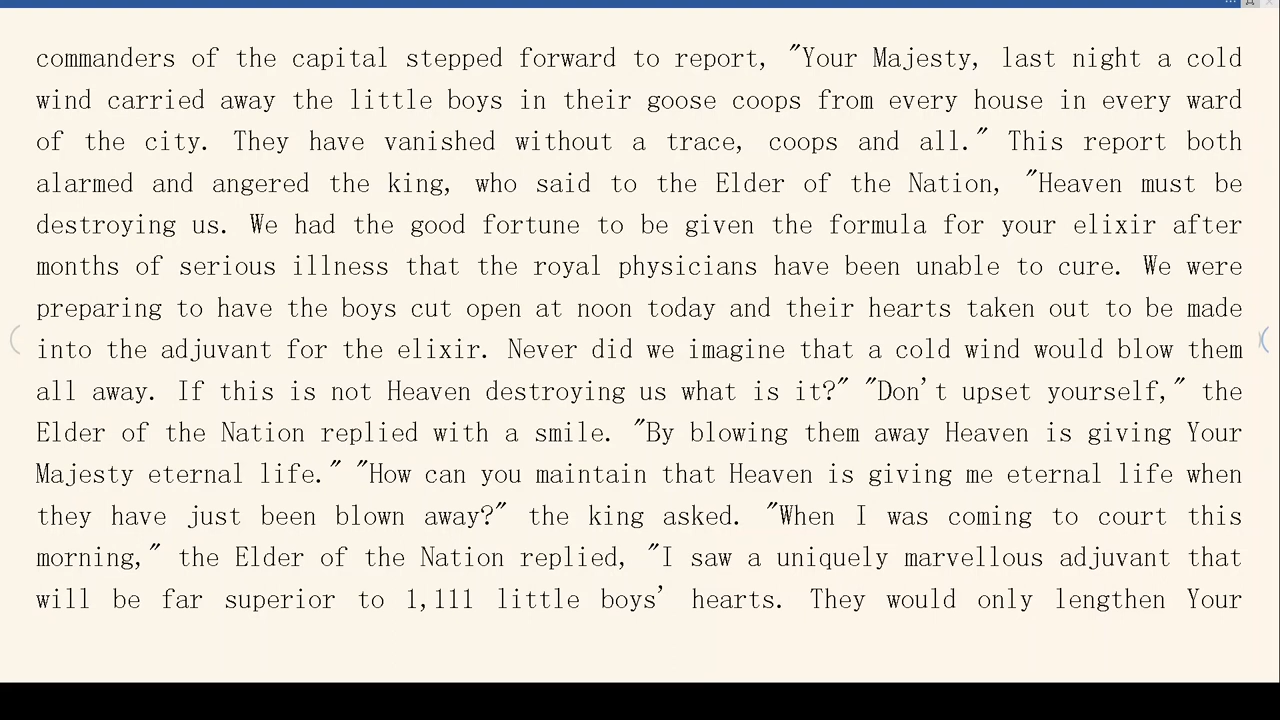 commanders of the capital stepped forward to report, "Your Majesty, last night a cold
wind carried away the little boys in their goose coops from every house in every ward
of the city. They have vanished without a trace, coops and all." This report both
alarmed and angered the king, who said to the Elder of the Nation, "Heaven must be
destroying us. We had the good fortune to be given the formula for your elixir after
months of serious illness that the royal physicians have been unable to cure. We were
preparing to have the boys cut open at noon today and their hearts taken out to be made
into the adjuvant for the elixir. Never did we imagine that a cold wind would blow them
all away. If this is not Heaven destroying us what is it?" "Don't upset yourself," the
Elder of the Nation replied with a smile. "By blowing them away Heaven is giving Your
Majesty eternal life." "How can you maintain that Heaven is giving me eternal life when
they have just been blown away?" the king asked. "When I was coming to court this
morning," the Elder of the Nation replied, "I saw a uniquely marvellous adjuvant that
will be far superior to 1,111 little boys' hearts. They would only lengthen Your